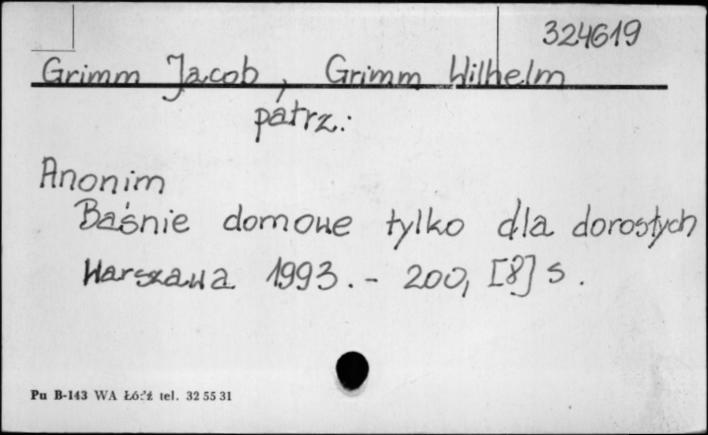 324619
Grimm Jacob, Grimm Wilhelm
patrz:
Anonim
Baśnie domowe tylko dla dorosłych
Warszawa 1993. - 200, [8] s.
Pu B-143 WA Łódź tel. 32 55 31